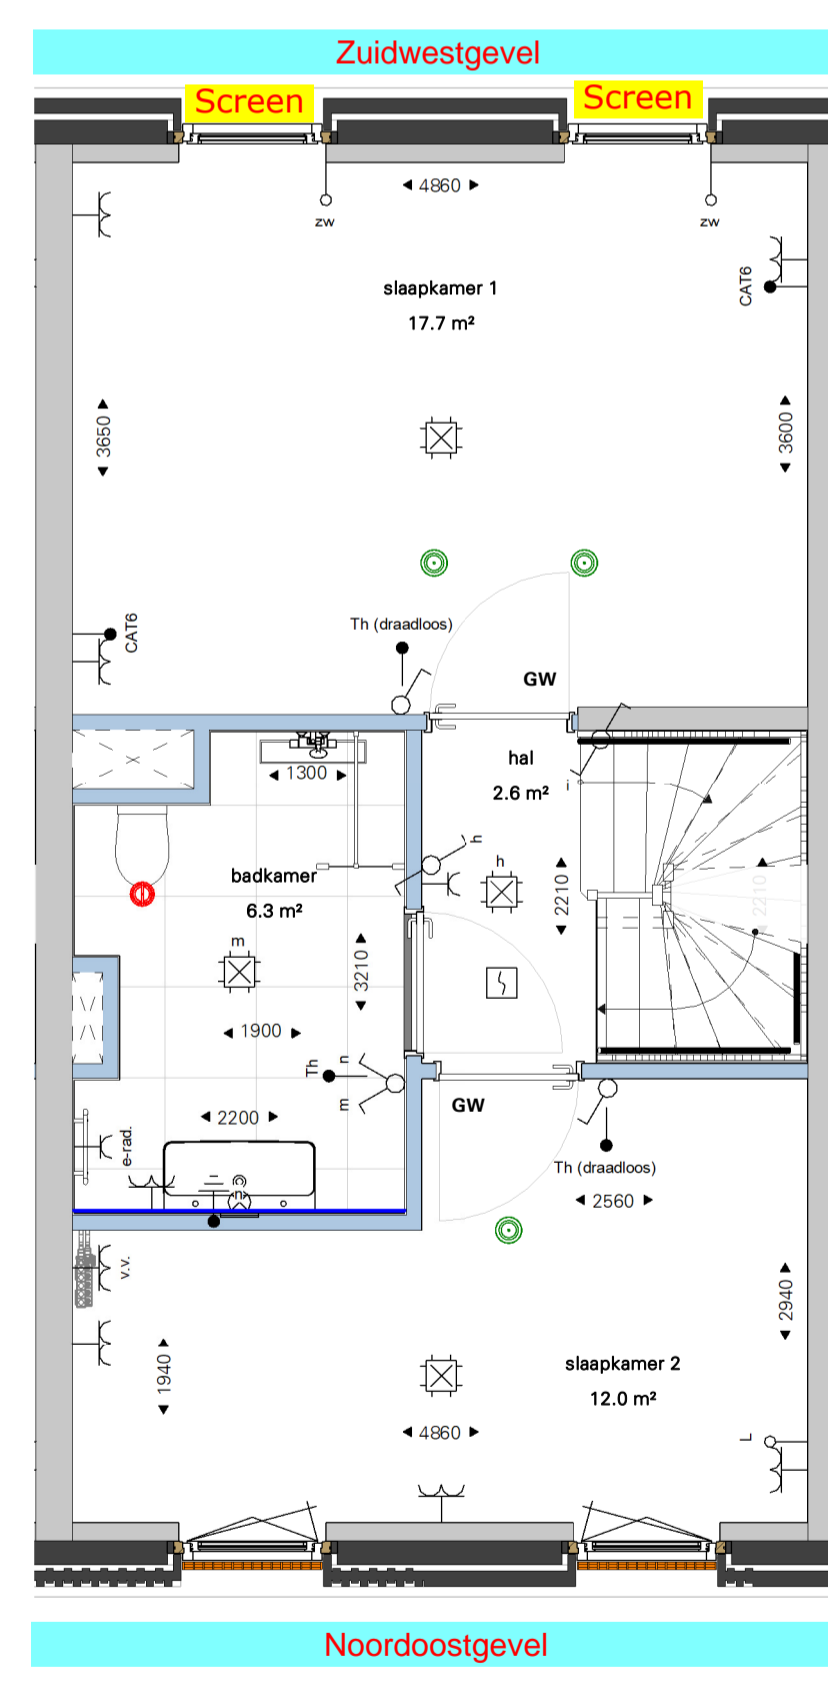 Zuidwestgevel
Screen
Screen
4860
zw
zw
slaapkamer 1
17.7 m²
CAT6
3650
3600
CAT6
Th (draadloos)
GW
hal
2.6 m²
1300
i
h
h
badkamer
6.3 m²
2210
2210
m
3210
1900
n
Th
m
GW
2200
e-rad.
Th (draadloos)
2560
v.v.
2940
1940
slaapkamer 2
12.0 m²
4860
L
Noordoostgevel